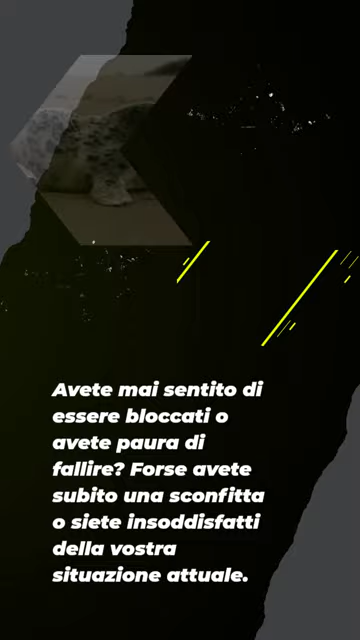 Avete mai sentito di
essere bloccati o
avete paura di
fallire? Forse avete
subito una sconfitta
o siete insoddisfatti
della vostra
situazione attuale.